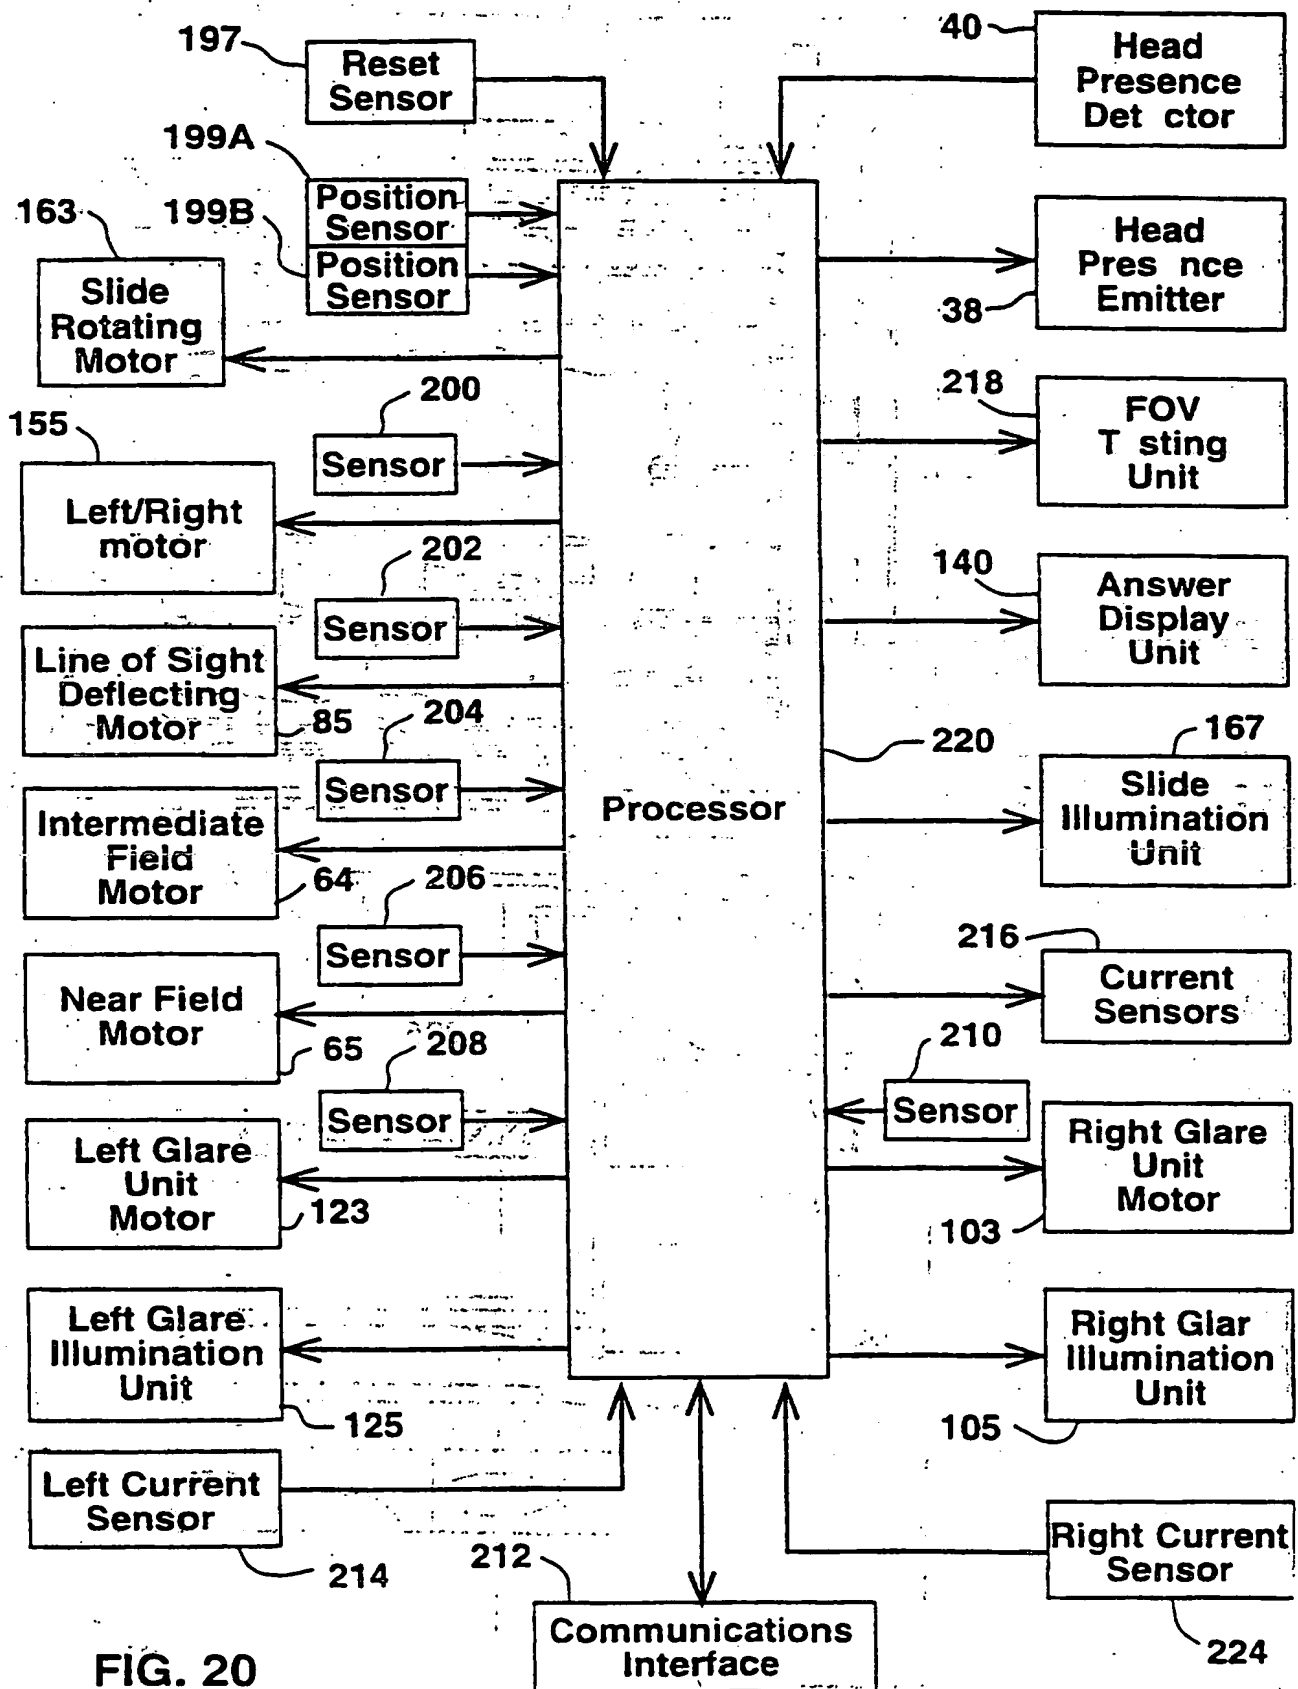 197
Reset
Sensor
40
Head
Presence
Det ctor
199A
Position
Sensor
199B
Position
Sensor
163
Slide
Rotating
Motor
Head
Pres nce
Emitter
38
200
Sensor
155
Left/Right
motor
218
FOV
T sting
Unit
202
Sensor
Line of Sight
Deflecting
Motor
85
140
Answer
Display
Unit
204
Sensor
220
Processor
167
Slide
Illumination
Unit
Intermediate
Field
Motor
64
206
Sensor
216
Current
Sensors
Near Field
Motor
65
208
Sensor
210
Sensor
Left Glare
Unit
Motor
123
Right Glare
Unit
Motor
103
Left Glare
Illumination
Unit
125
Right Glar
Illumination
Unit
105
Left Current
Sensor
214
212
Communications
Interface
Right Current
Sensor
224
FIG. 20